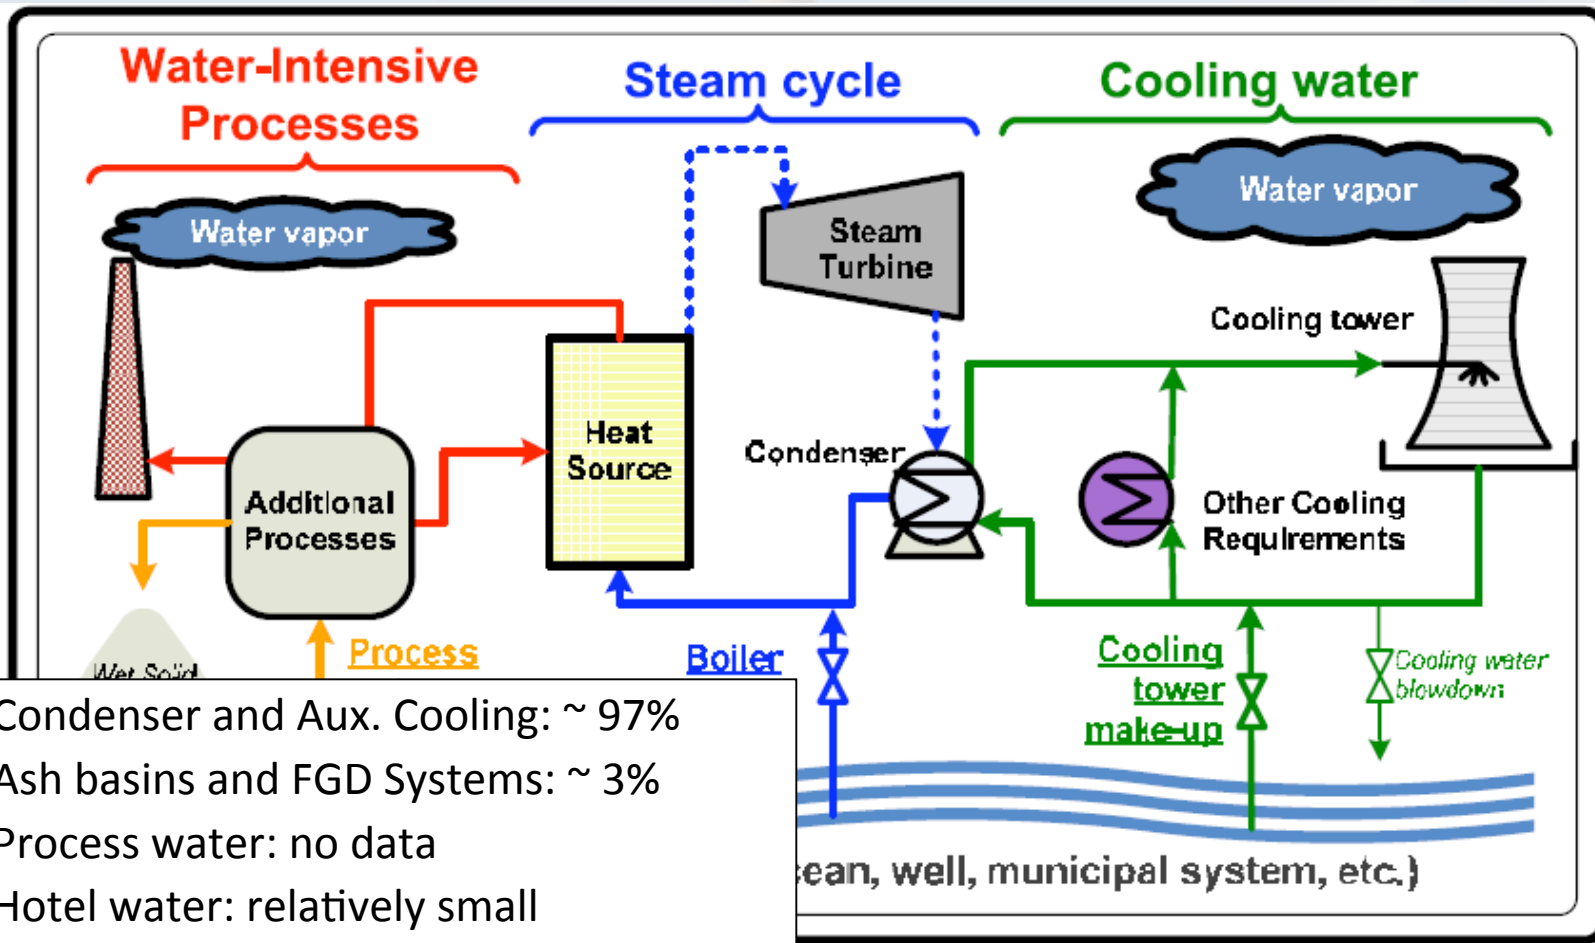 Water-Intensive
Processes
Steam cycle
Cooling water
Water vapor
Water vapor
Steam
Turbine
Cooling tower
Heat
Source
Condenser
Additional
Processes
Other Cooling
Requirements
Process
Boiler
Cooling
tower
make-up
Cooling water
blowdown
Wet Solid
Condenser and Aux. Cooling: ~ 97%
Ash basins and FGD Systems: ~ 3%
Process water: no data
Hotel water: relatively small
well, municipal system, etc.)